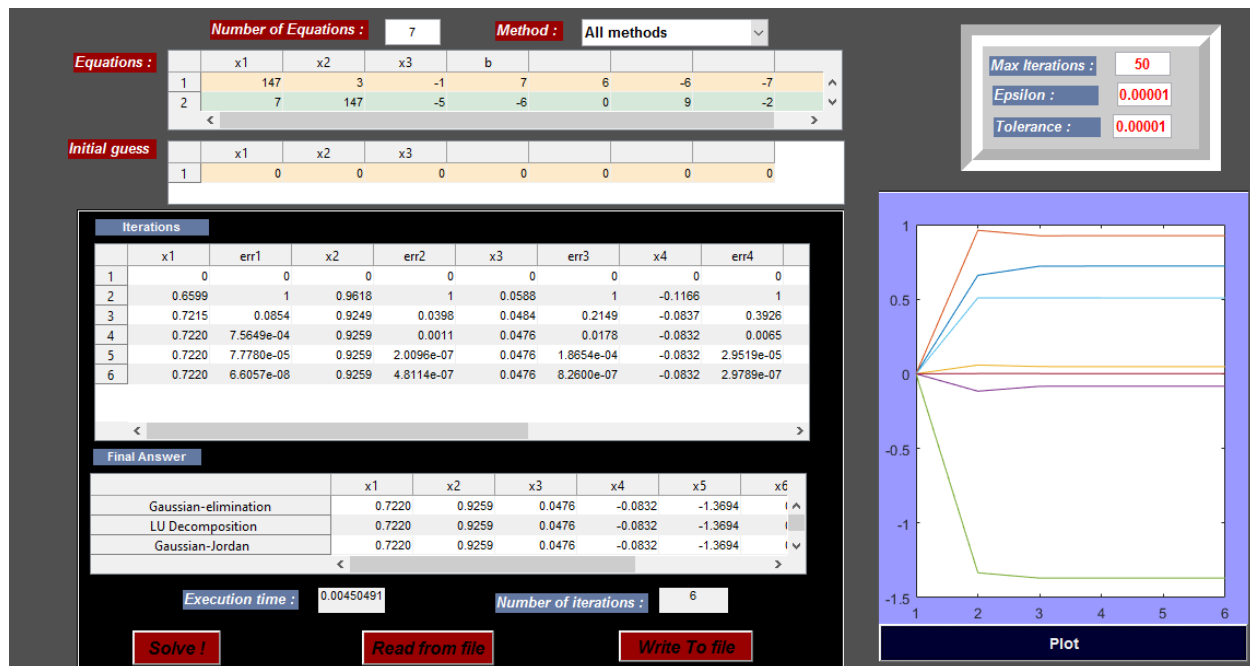 Number of Equations : 7 Method : All methods
Equations : x1 x2 x3 b
1 147 3 -1 7 6 -6 -7
2 7 147 -5 -6 0 9 -2
Initial guess x1 x2 x3
1 0 0 0 0 0 0 0
Max Iterations : 50
Epsilon : 0.00001
Tolerance : 0.00001
Iterations
x1 err1 x2 err2 x3 err3 x4 err4
1 0 0 0 0 0 0 0 0
2 0.6599 1 0.9618 1 0.0588 1 -0.1166 1
3 0.7215 0.0854 0.9249 0.0398 0.0484 0.2149 -0.0837 0.3926
4 0.7220 7.5649e-04 0.9259 0.0011 0.0476 0.0178 -0.0832 0.0065
5 0.7220 7.7780e-05 0.9259 2.0096e-07 0.0476 1.8654e-04 -0.0832 2.9519e-05
6 0.7220 6.6057e-08 0.9259 4.8114e-07 0.0476 8.2600e-07 -0.0832 2.9789e-07
Final Answer
x1 x2 x3 x4 x5 x6
Gaussian-elimination 0.7220 0.9259 0.0476 -0.0832 -1.3694
LU Decomposition 0.7220 0.9259 0.0476 -0.0832 -1.3694
Gaussian-Jordan 0.7220 0.9259 0.0476 -0.0832 -1.3694
Execution time : 0.00450491 Number of iterations : 6
Solve ! Read from file Write To file
1
0.5
0
-0.5
-1
-1.5
1 2 3 4 5 6
Plot